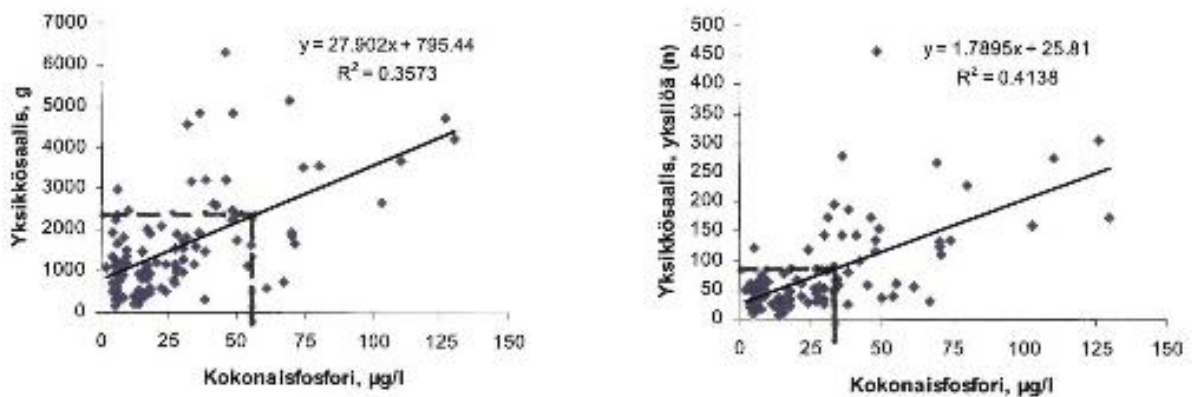 7000
6000
5000
4000
3000
2000
1000
0
Yksikkösaalis, g
y = 27.902x + 795.44
R² = 0.3573
0 25 50 75 100 125 150
Kokonaisfosfori, µg/l
500
450
400
350
300
250
200
150
100
50
0
Yksikkösaalis, yksilöä (n)
y = 1.7895x + 25.81
R² = 0.4138
0 25 50 75 100 125 150
Kokonaisfosfori, µg/l